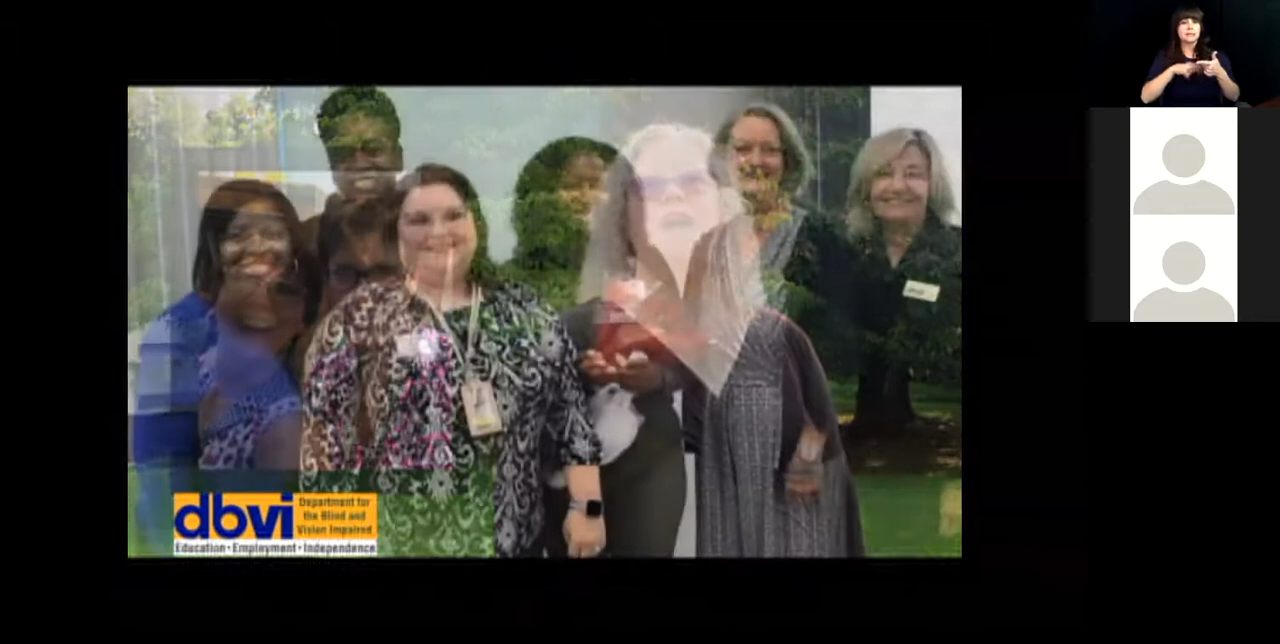 dbvi
Department for
the Blind and
Vision Impaired
Education · Employment · Independence